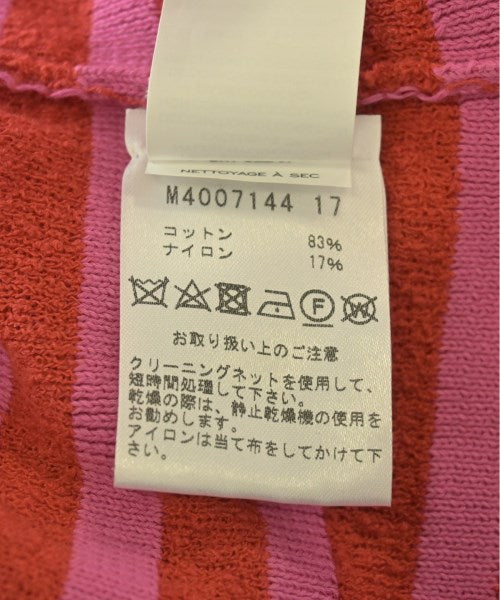 NETTOYAGE À SEC
M4007144 17
コットン 83%
ナイロン 17%
F
W
お取り扱い上のご注意
クリーニングネットを使用して、
短時間処理して下さい。
乾燥の際は、静止乾燥機の使用を
お勧めします。
アイロンは当て布をしてかけて下
さい。